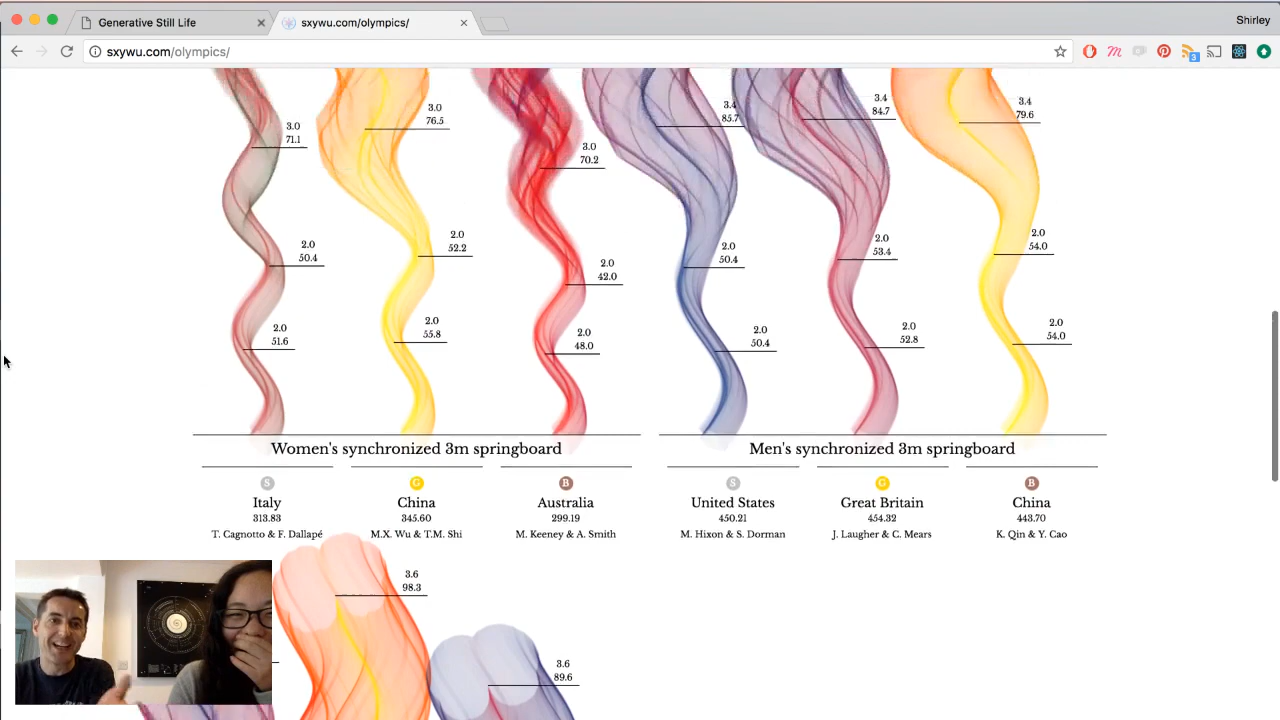 Generative Still Life
sxywu.com/olympics/
Shirley
sxywu.com/olympics/
3
3.0
71.1
3.0
76.5
3.0
70.2
3.4
85.7
3.4
84.7
3.4
79.6
2.0
50.4
2.0
52.2
2.0
42.0
2.0
50.4
2.0
53.4
2.0
54.0
2.0
51.6
2.0
55.8
2.0
48.0
2.0
50.4
2.0
52.8
2.0
54.0
Women's synchronized 3m springboard
Men's synchronized 3m springboard
S
G
B
S
G
B
Italy
China
Australia
United States
Great Britain
China
313.83
345.60
299.19
450.21
454.32
443.70
T. Cagnotto & F. Dallapé
M.X. Wu & T.M. Shi
M. Keeney & A. Smith
M. Hixon & S. Dorman
J. Laugher & C. Mears
K. Qin & Y. Cao
3.6
98.3
3.6
89.6